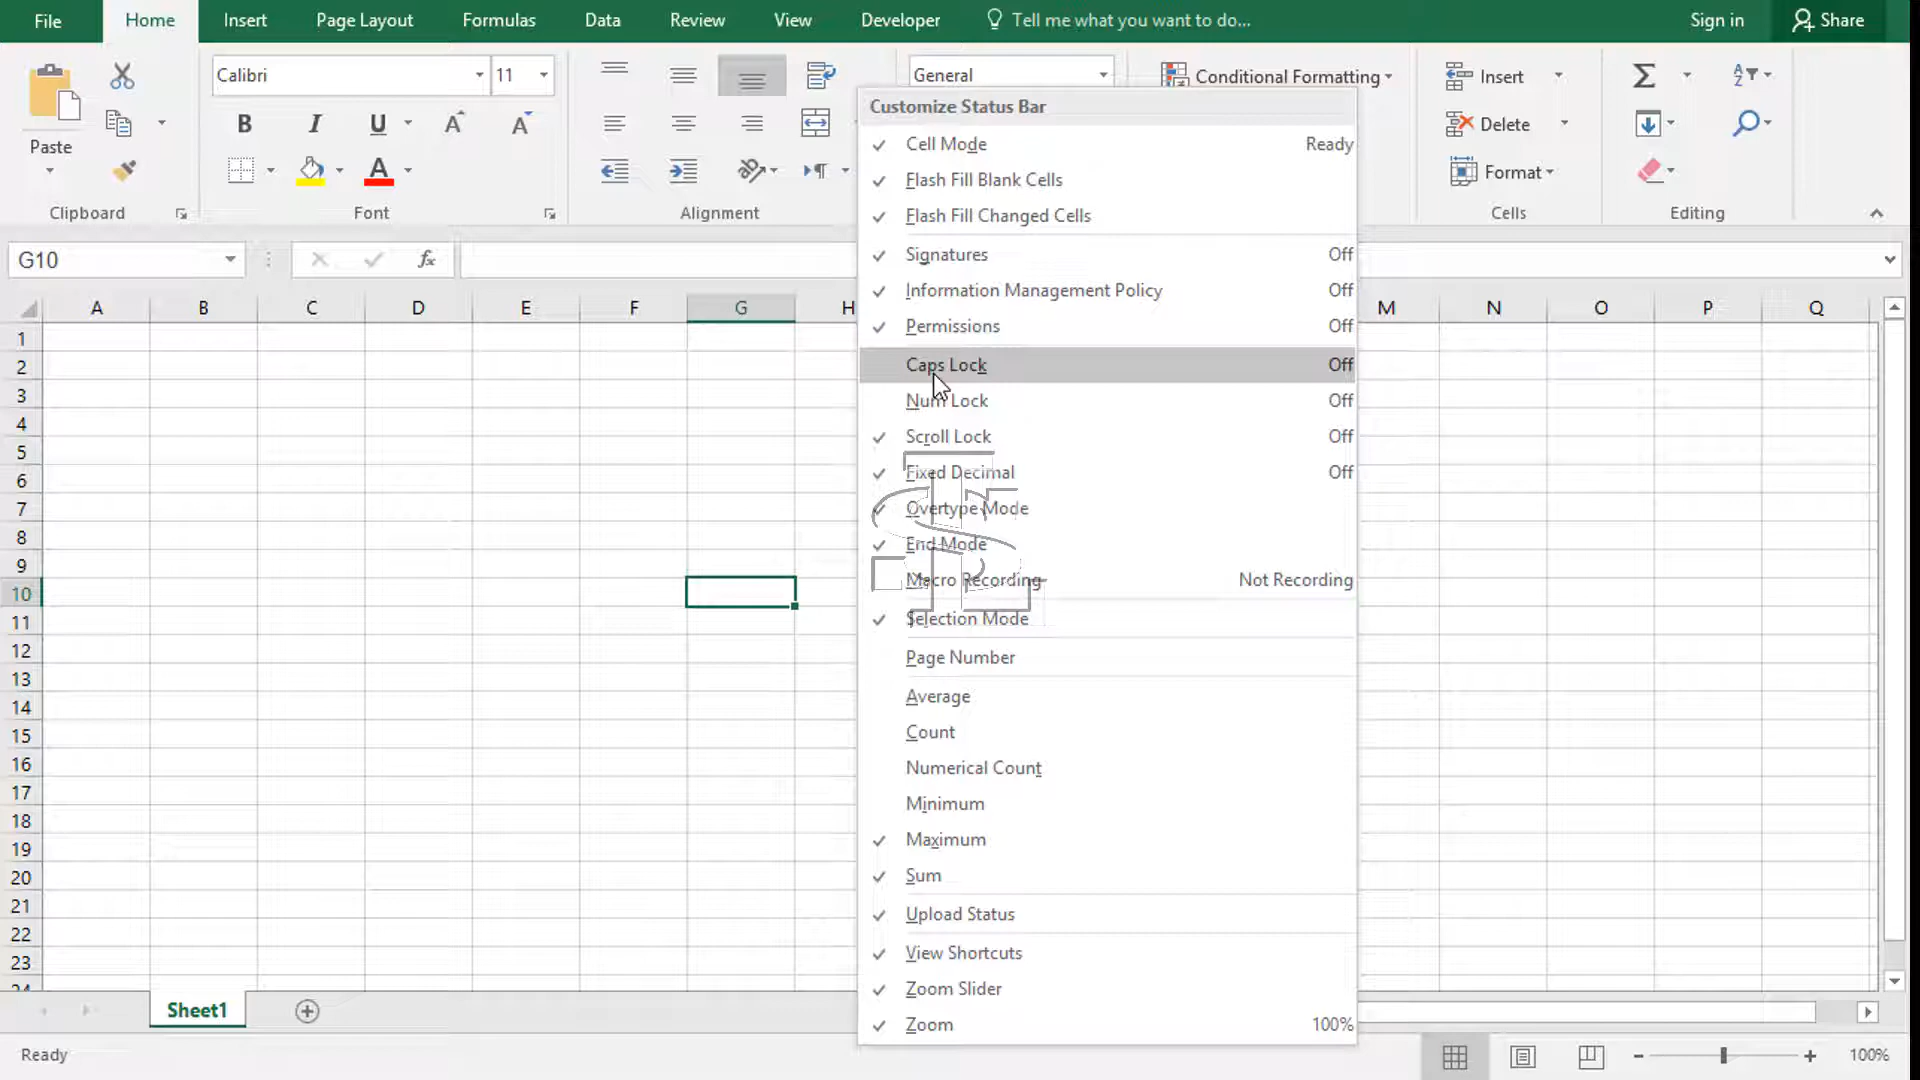 File Home Insert Page Layout Formulas Data Review View Developer Tell me what you want to do... Sign in Share
Calibri 11 General Conditional Formatting Insert
Paste B I U A A Delete
A Format
Clipboard Font Alignment Cells Editing
Customize Status Bar
Cell Mode Ready
Flash Fill Blank Cells
Flash Fill Changed Cells
Signatures Off
Information Management Policy Off
Permissions Off
Caps Lock Off
Num Lock Off
Scroll Lock Off
Fixed Decimal Off
Overtype Mode
End Mode
Macro Recording Not Recording
Selection Mode
Page Number
Average
Count
Numerical Count
Minimum
Maximum
Sum
Upload Status
View Shortcuts
Zoom Slider
Zoom 100%
G10 fx
A B C D E F G H M N O P Q
1
2
3
4
5
6
7
8
9
10
11
12
13
14
15
16
17
18
19
20
21
22
23
24
Sheet1
Ready 100%